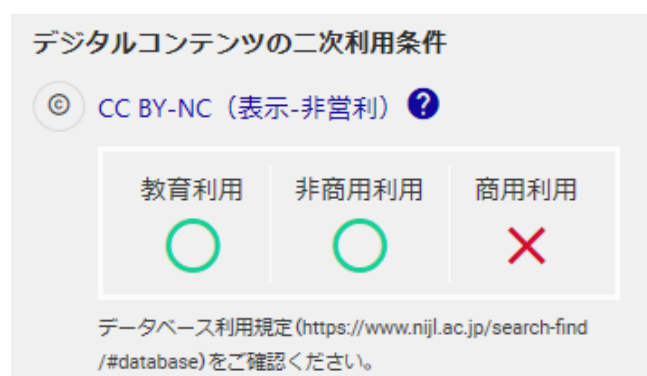 デジタルコンテンツの二次利用条件
© CC BY-NC（表示-非営利） ?
教育利用 非商用利用 商用利用
データベース利用規定(https://www.nijl.ac.jp/search-find
/#database)をご確認ください。